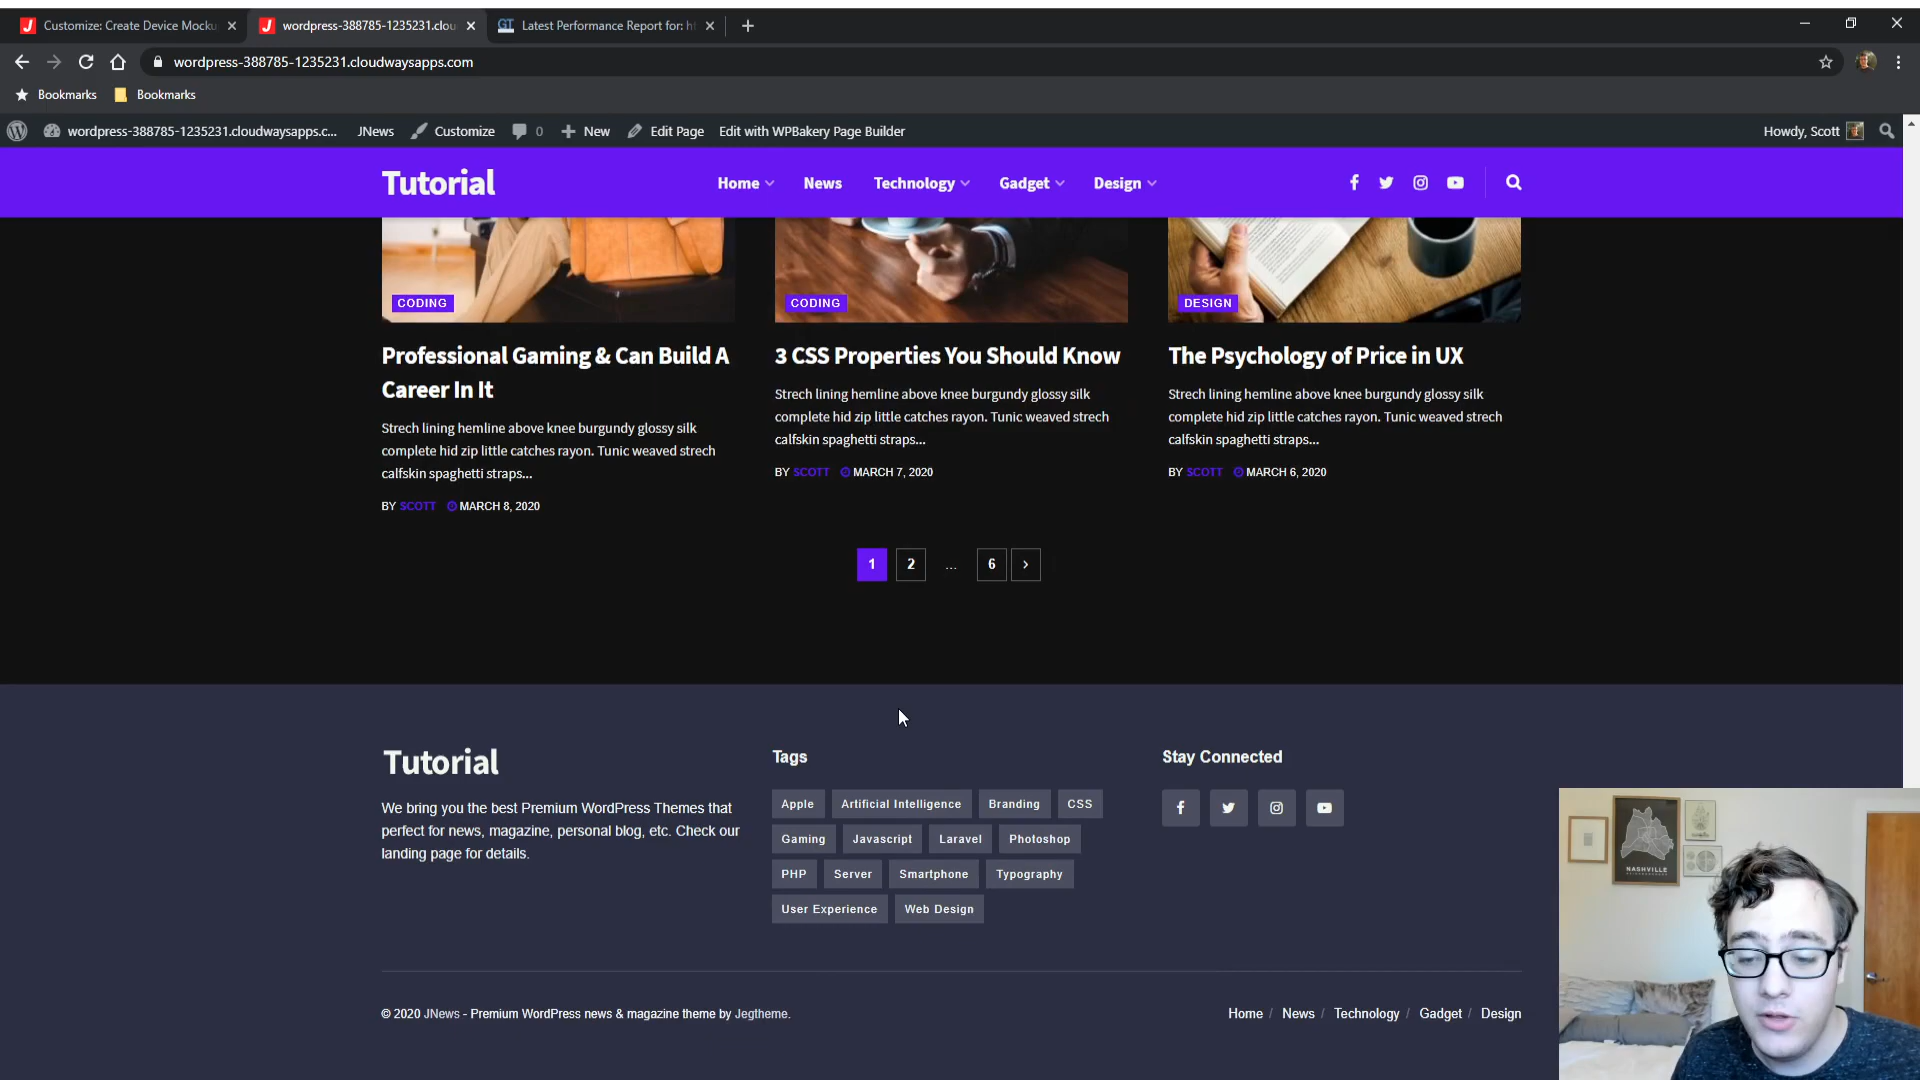 Customize: Create Device Mocku
wordpress-388785-1235231.clou
Latest Performance Report for: h
wordpress-388785-1235231.cloudwaysapps.com
Bookmarks
Bookmarks
wordpress-388785-1235231.cloudwaysapps.c... JNews Customize 0 New Edit Page Edit with WPBakery Page Builder Howdy, Scott
Tutorial
Home News Technology Gadget Design
CODING
CODING
DESIGN
Professional Gaming & Can Build A
Career In It
Strech lining hemline above knee burgundy glossy silk
complete hid zip little catches rayon. Tunic weaved strech
calfskin spaghetti straps...
BY SCOTT MARCH 8, 2020
3 CSS Properties You Should Know
Strech lining hemline above knee burgundy glossy silk
complete hid zip little catches rayon. Tunic weaved strech
calfskin spaghetti straps...
BY SCOTT MARCH 7, 2020
The Psychology of Price in UX
Strech lining hemline above knee burgundy glossy silk
complete hid zip little catches rayon. Tunic weaved strech
calfskin spaghetti straps...
BY SCOTT MARCH 6, 2020
1 2 ... 6 ›
Tutorial
We bring you the best Premium WordPress Themes that
perfect for news, magazine, personal blog, etc. Check our
landing page for details.
Tags
Apple Artificial Intelligence Branding CSS
Gaming Javascript Laravel Photoshop
PHP Server Smartphone Typography
User Experience Web Design
Stay Connected
© 2020 JNews - Premium WordPress news & magazine theme by Jegtheme.
Home / News / Technology / Gadget / Design
NASHVILLE